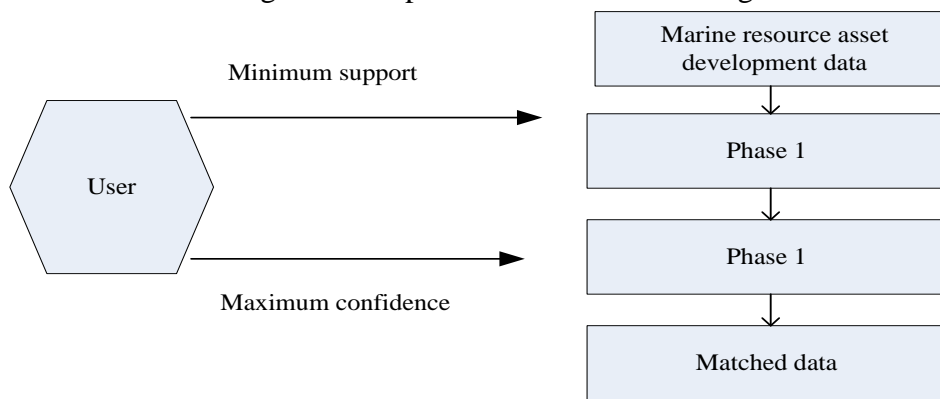 Marine resource asset
development data
Minimum support
Phase 1
User
Phase 1
Maximum confidence
Matched data